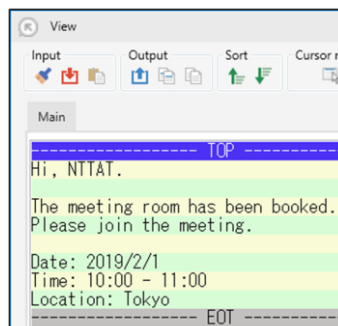 View
Input Output Sort Cursor
Main
------------------ TOP ----------
Hi, NTTAT.
The meeting room has been booked.
Please join the meeting.
Date: 2019/2/1
Time: 10:00 - 11:00
Location: Tokyo
------------------ EOT ----------